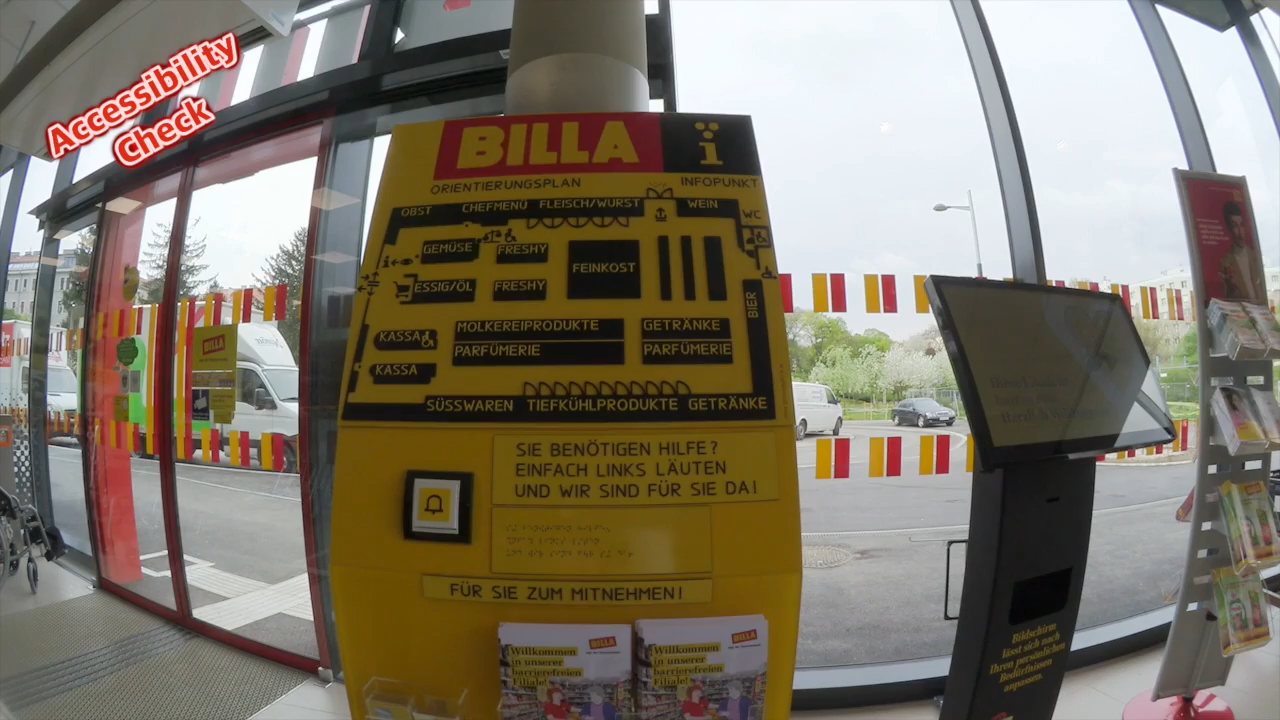 Accessibility
Check
BILLA
i
ORIENTIERUNGSPLAN
INFOPUNKT
OBST
CHEFMENÜ
FLEISCH/WURST
WEIN
WC
GEMÜSE
FRESHY
FEINKOST
i
ESSIG/ÖL
FRESHY
BIER
KASSA
MOLKEREIPRODUKTE
GETRÄNKE
PARFÜMERIE
PARFÜMERIE
KASSA
SÜSSWAREN
TIEFKÜHLPRODUKTE
GETRÄNKE
SIE BENÖTIGEN HILFE?
EINFACH LINKS LÄUTEN
UND WIR SIND FÜR SIE DA!
FÜR SIE ZUM MITNEHMEN!
BILLA
Willkommen
in unserer
barrierefreien
Filiale!
BILLA
Willkommen
in unserer
barrierefreien
Filiale!
BILLA
Bildschirm
lässt sich nach
Ihren persönlichen
Bedürfnissen
anpassen.
BILLA